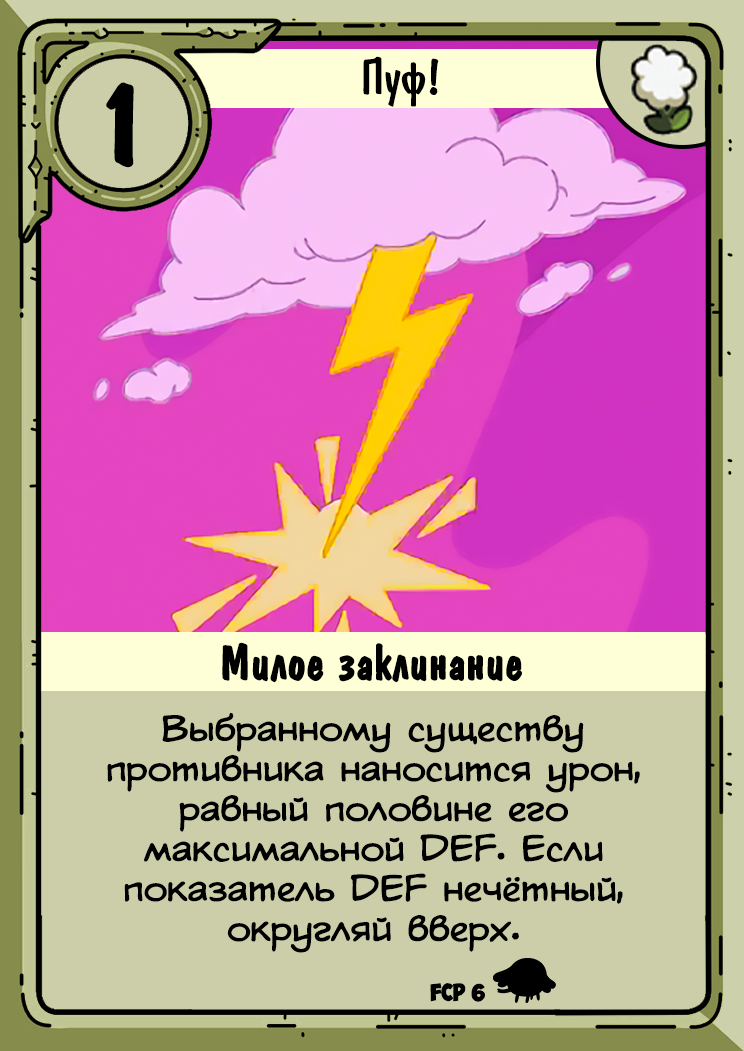 Пуф!
1
Милое заклинание
Выбранному существу
противника наносится урон,
равный половине его
максимальной DEF. Если
показатель DEF нечётный,
округляй вверх.
FCP 6